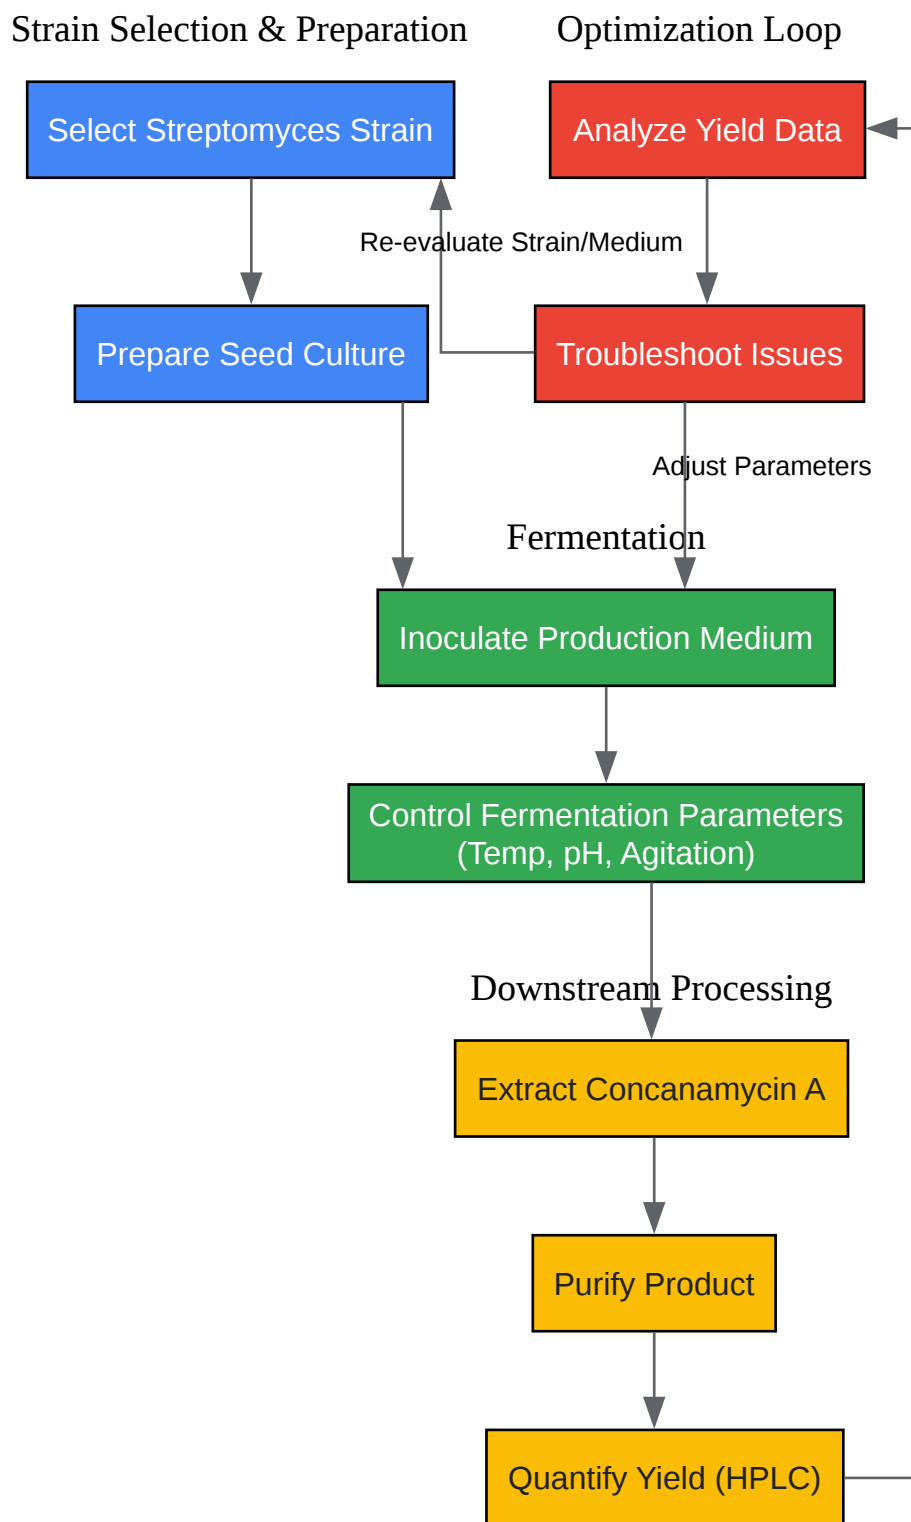 Strain Selection & Preparation
Optimization Loop
Select Streptomyces Strain
Analyze Yield Data
Re-evaluate Strain/Medium
Prepare Seed Culture
Troubleshoot Issues
Adjust Parameters
Fermentation
Inoculate Production Medium
Control Fermentation Parameters
(Temp, pH, Agitation)
Downstream Processing
Extract Concanamycin A
Purify Product
Quantify Yield (HPLC)